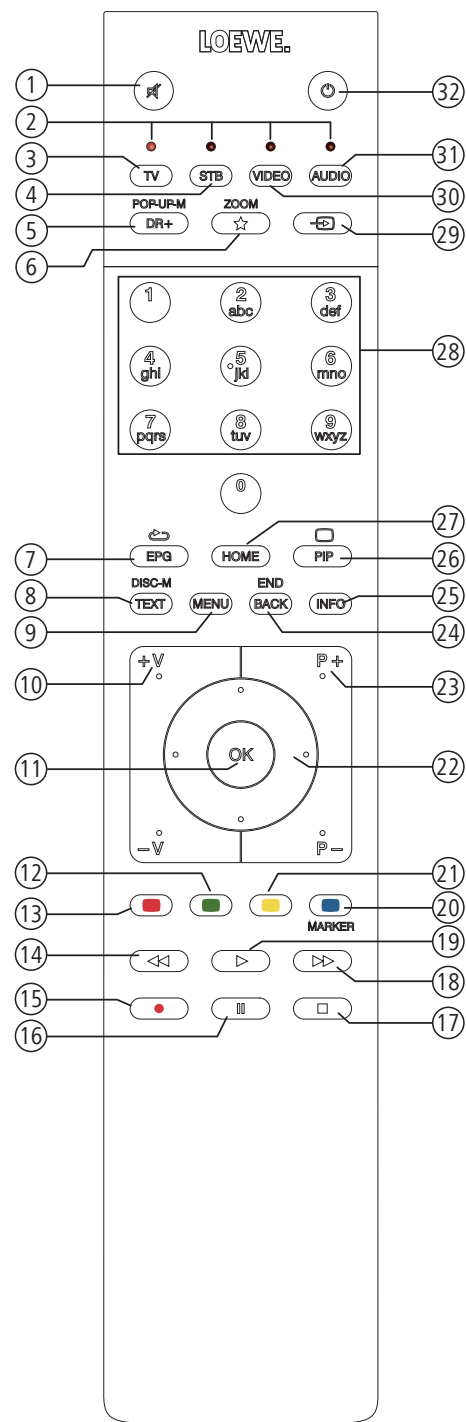 LOEWE.
1
32
2
3
TV
STB
VIDEO
AUDIO
31
4
30
POP-UP-M
ZOOM
5
DR+
29
6
1
2
3
abc
def
4
5
6
28
ghi
jkl
mno
7
8
9
pqrs
tuv
wxyz
0
27
7
EPG
HOME
PIP
26
DISC-M
END
8
TEXT
MENU
BACK
INFO
25
9
24
+V
P+
10
23
11
OK
22
–V
P–
12
21
13
20
MARKER
14
19
18
15
16
17